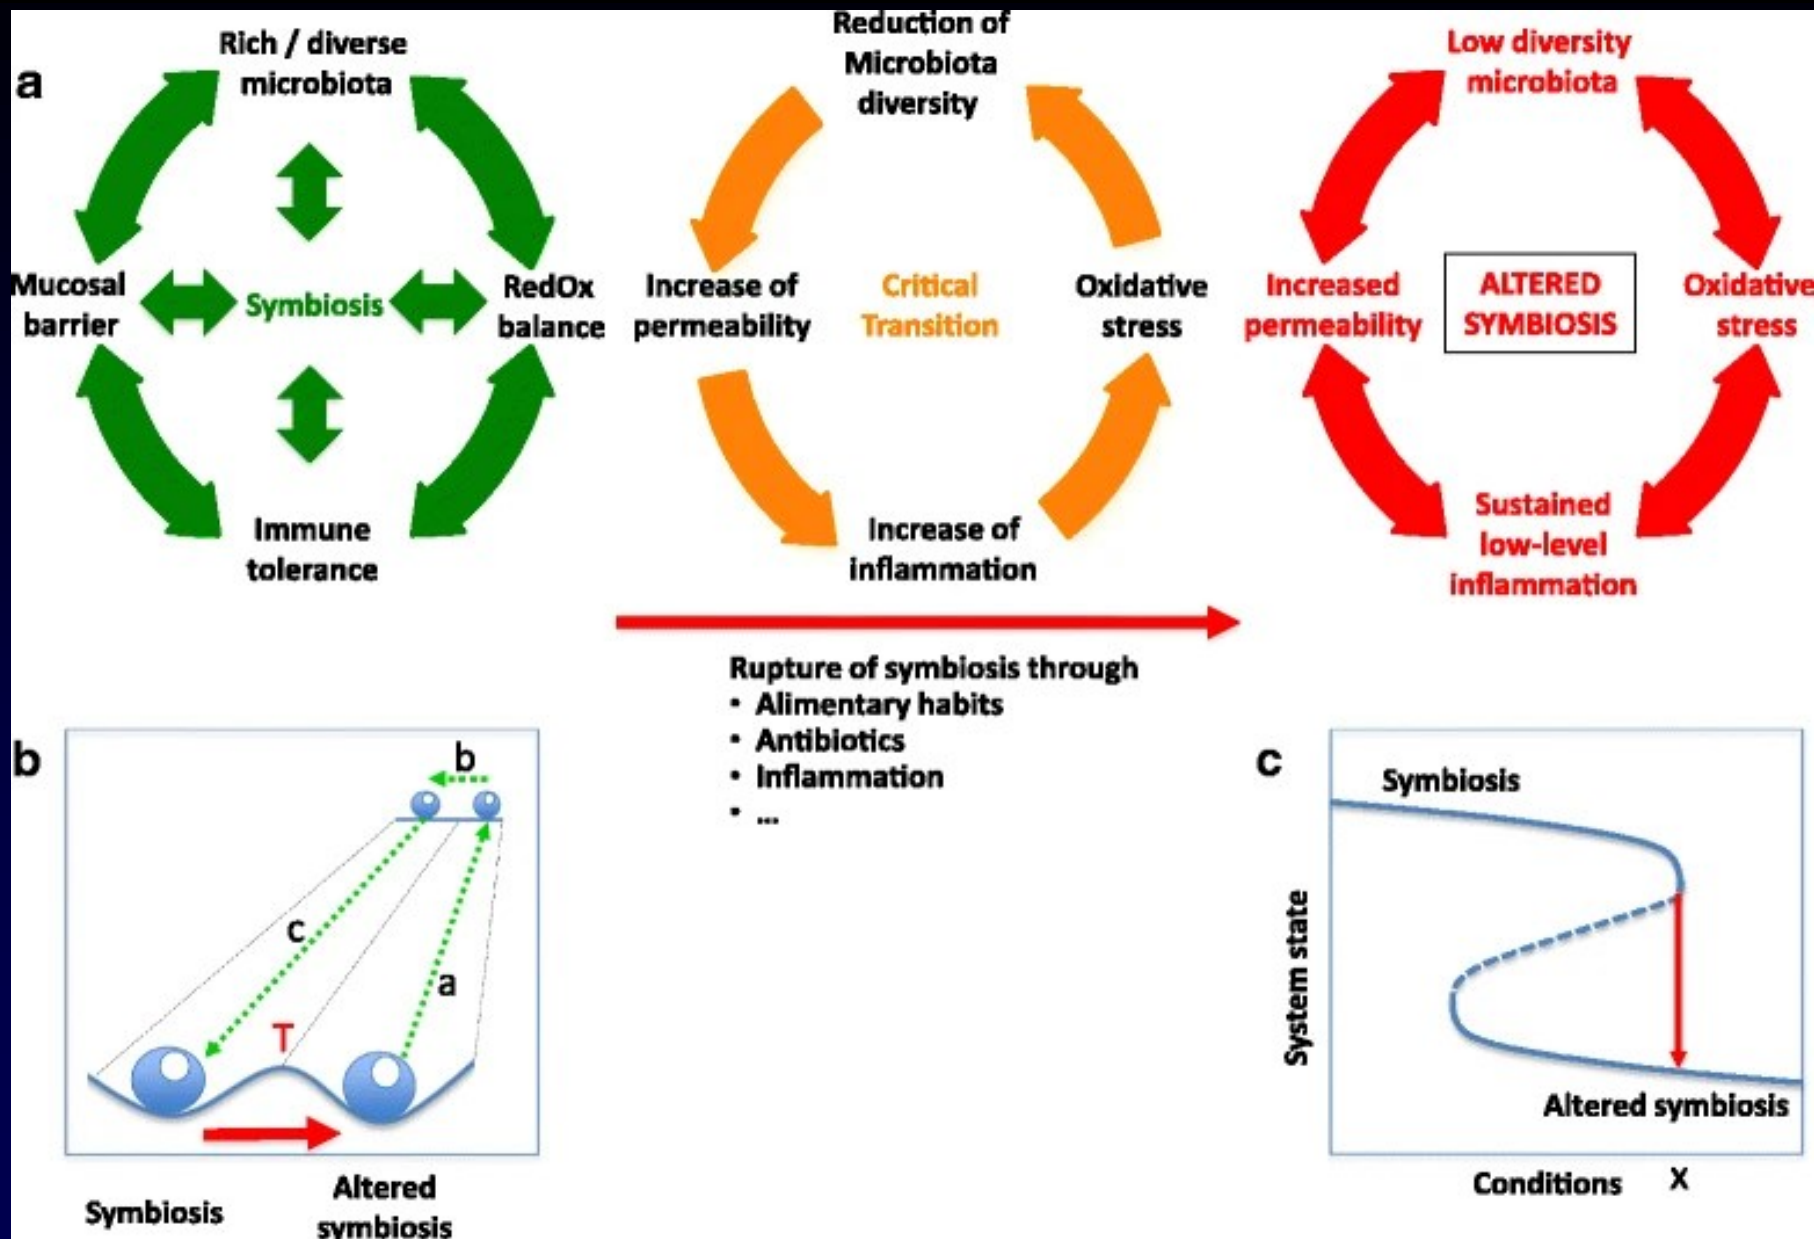 a
Rich / diverse
microbiota
Mucosal
barrier
Symbiosis
RedOx
balance
Immune
tolerance
Reduction of
Microbiota
diversity
Increase of
permeability
Critical
Transition
Oxidative
stress
Increase of
inflammation
Low diversity
microbiota
Increased
permeability
ALTERED
SYMBIOSIS
Oxidative
stress
Sustained
low-level
inflammation
Rupture of symbiosis through
• Alimentary habits
• Antibiotics
• Inflammation
• ...
b
b
c
a
T
Symbiosis
Altered
symbiosis
c
Symbiosis
System state
Altered symbiosis
Conditions X